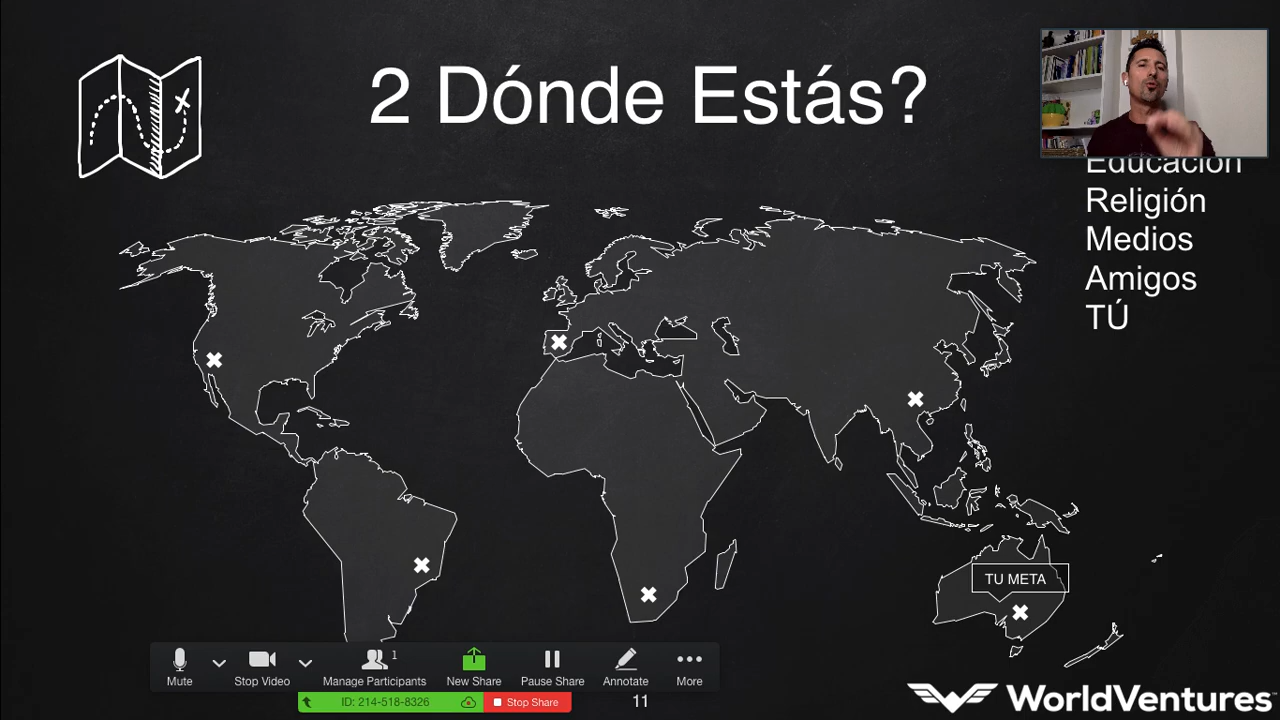 2 Dónde Estás?
Educación
Religión
Medios
Amigos
TÚ
TU META
1
Mute
Stop Video
Manage Participants
New Share
Pause Share
Annotate
More
ID: 214-518-8326
Stop Share
11
WorldVentures